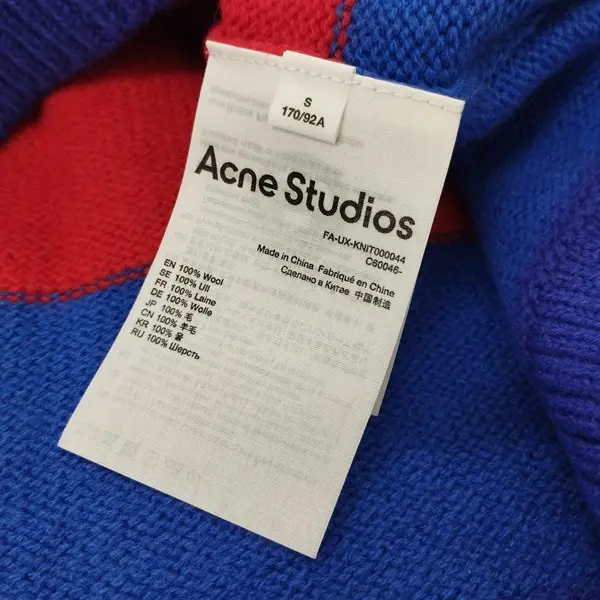 S
170/92A
Acne Studios
FA-UX-KNIT000044
C60046-
Made in China Fabriqué en Chine
Сделано в Китае 中国制造
EN 100% Wool
SE 100% Ull
FR 100% Laine
DE 100% Wolle
JP 100% 毛
CN 100% 羊毛
KR 100% 울
RU 100% Шерсть